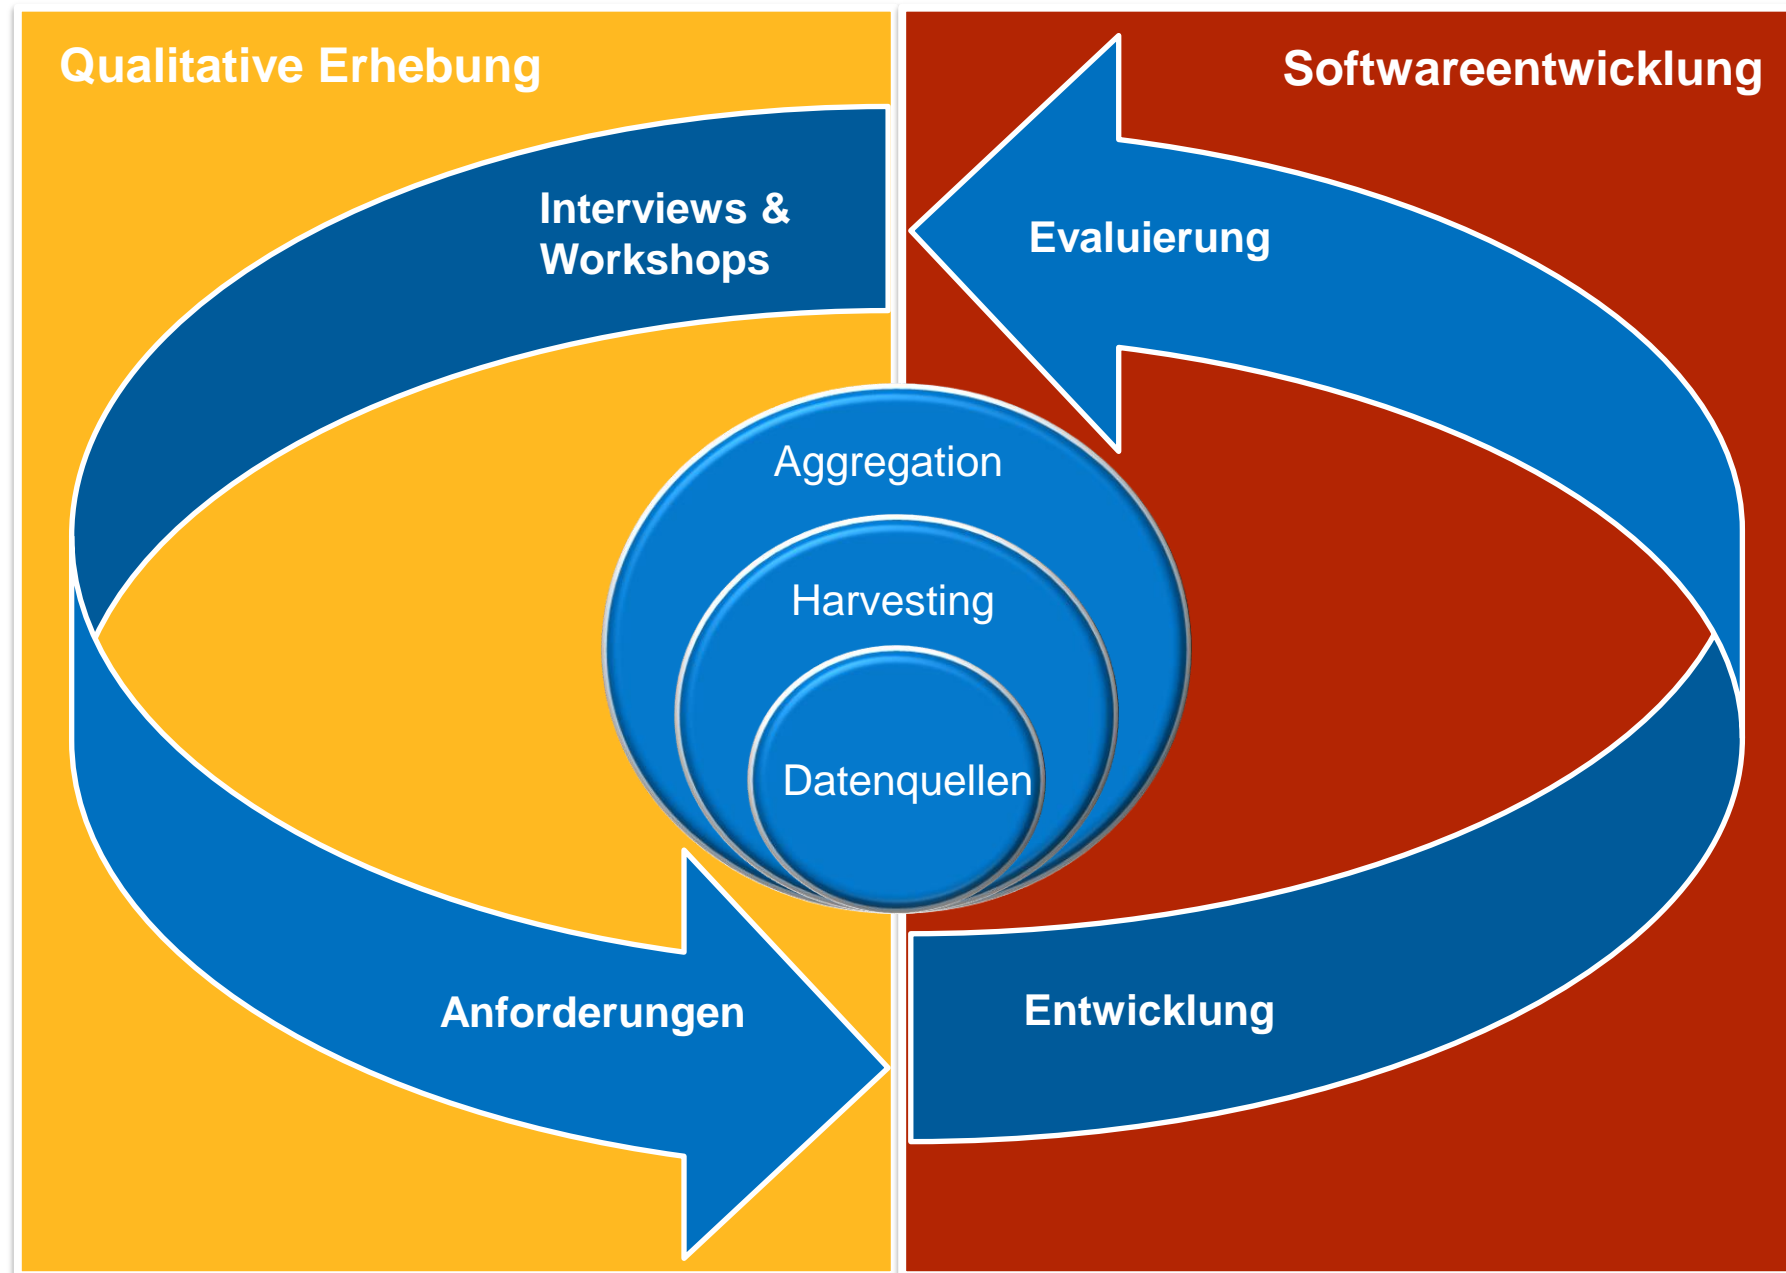 Qualitative Erhebung
Softwareentwicklung
Interviews &
Workshops
Evaluierung
Aggregation
Harvesting
Datenquellen
Anforderungen
Entwicklung